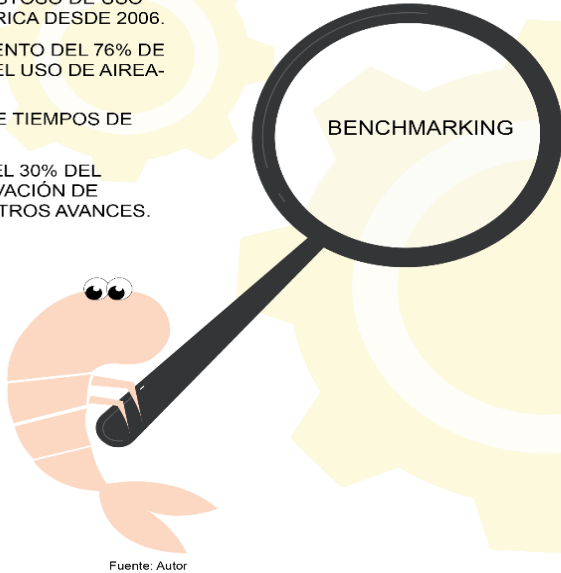 RICA DESDE 2006.
ENTO DEL 76% DE
EL USO DE AIREA-
E TIEMPOS DE
EL 30% DEL
VACIÓN DE
TROS AVANCES.
BENCHMARKING
Fuente: Autor